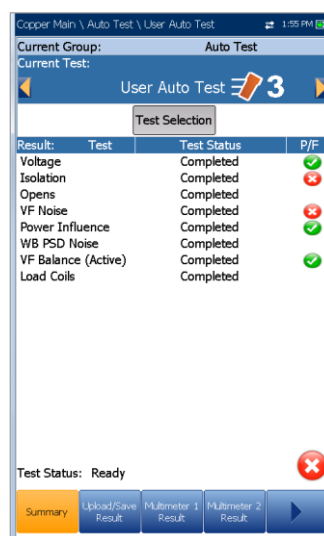 Copper Main \ Auto Test \ User Auto Test 1:55 PM
Current Group: Auto Test
Current Test:
User Auto Test 3
Test Selection
Result: Test Test Status P/F
Voltage Completed
Isolation Completed
Opens Completed
VF Noise Completed
Power Influence Completed
WB PSD Noise Completed
VF Balance (Active) Completed
Load Coils Completed
Test Status: Ready
Summary
Upload/Save
Result
Multimeter 1
Result
Multimeter 2
Result